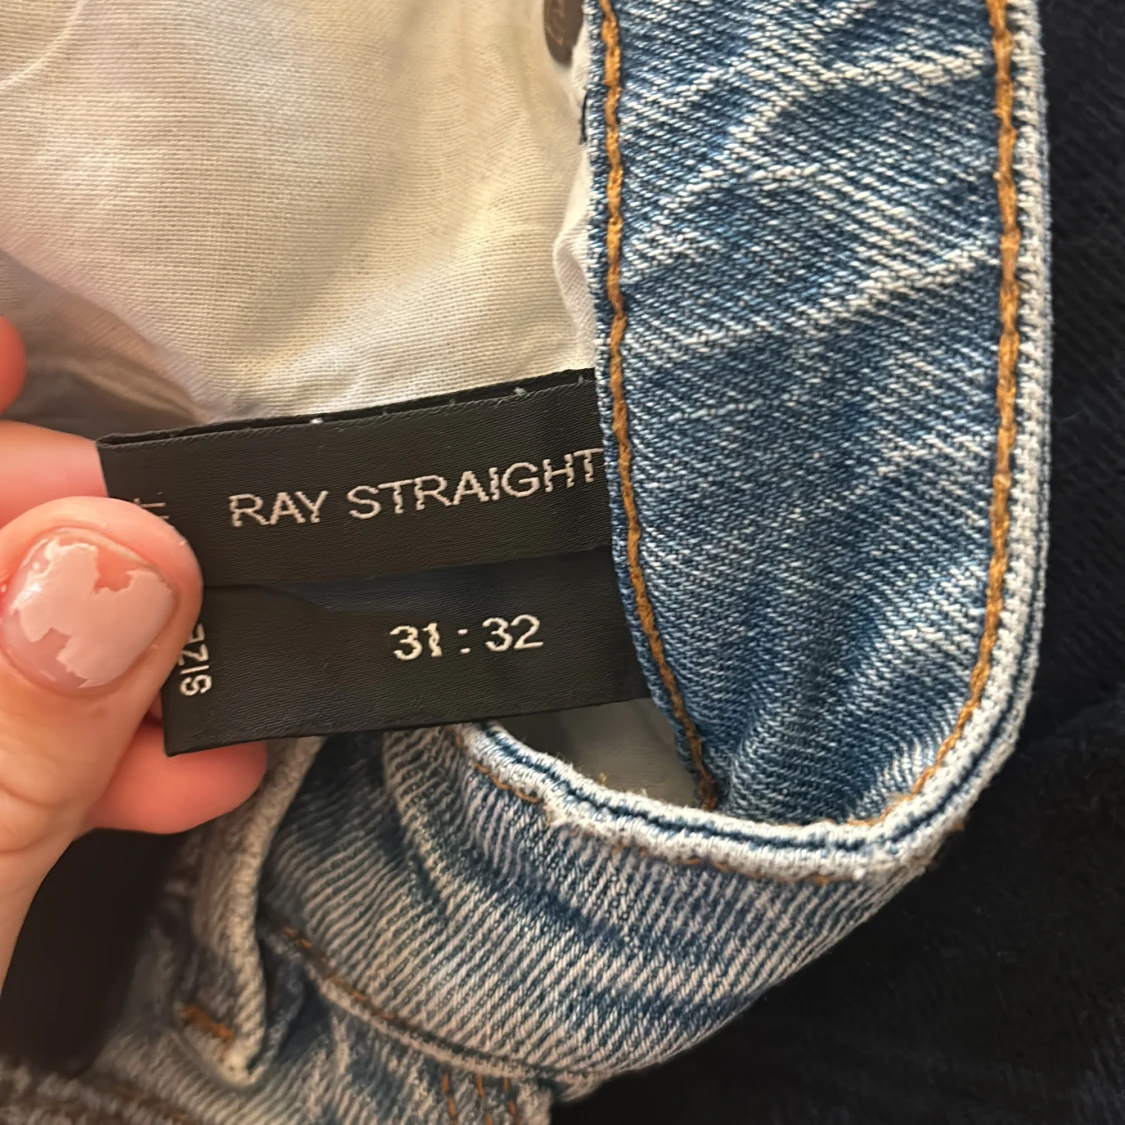 RAY STRAIGHT
SIZE
31 : 32